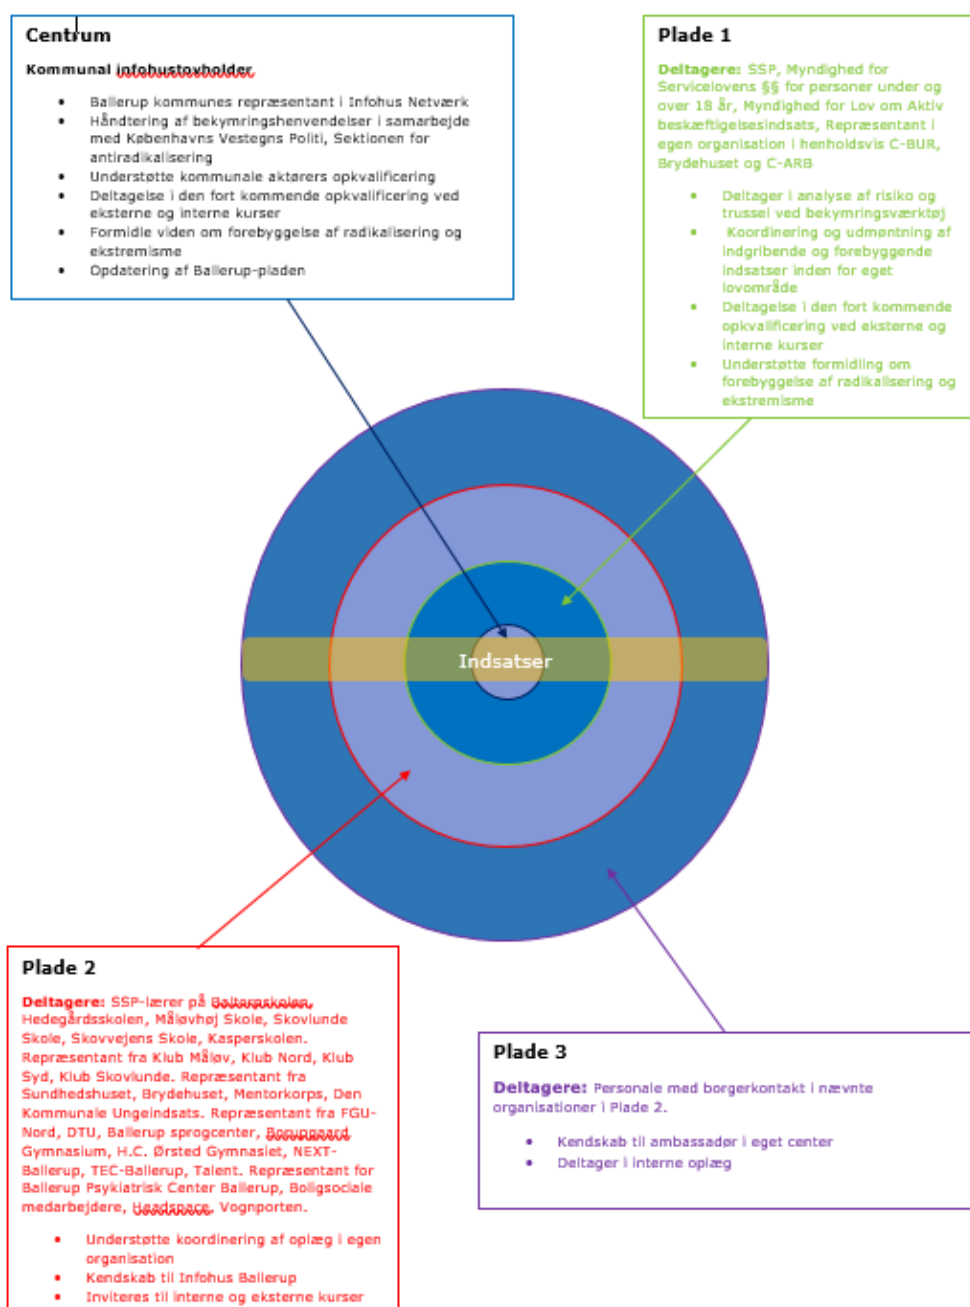 Centrum
Kommunal infohustovholder
• Ballerup kommunes repræsentant i Infohus Netværk
• Håndtering af bekymringshenvendelser i samarbejde
med Københavns Vestegns Politi, Sektionen for
antiradikalisering
• Understøtte kommunale aktørers opkvalificering
• Deltagelse i den fort kommende opkvalificering ved
eksterne og interne kurser
• Formidle viden om forebyggelse af radikalisering og
ekstremisme
• Opdatering af Ballerup-pladen
Plade 1
Deltagere: SSP, Myndighed for
Servicelovens §§ for personer under og
over 18 år, Myndighed for Lov om Aktiv
beskæftigelsesindsats, Repræsentant i
egen organisation i henholdsvis C-BUR,
Brydehuset og C-ARB
• Deltager i analyse af risiko og
trussel ved bekymringsværktøj
• Koordinering og udmøntning af
indgribende og forebyggende
indsatser inden for eget
lovområde
• Deltagelse i den fort kommende
opkvalificering ved eksterne og
interne kurser
• Understøtte formidling om
forebyggelse af radikalisering og
ekstremisme
Indsatser
Plade 2
Deltagere: SSP-lærer på Baltorpskolen,
Hedegårdsskolen, Måløvhøj Skole, Skovlunde
Skole, Skovvejens Skole, Kasperskolen.
Repræsentant fra Klub Måløv, Klub Nord, Klub
Syd, Klub Skovlunde. Repræsentant fra
Sundhedshuset, Brydehuset, Mentorkorps, Den
Kommunale Ungeindsats. Repræsentant fra FGU-
Nord, DTU, Ballerup sprogcenter, Borupgaard
Gymnasium, H.C. Ørsted Gymnasiet, NEXT-
Ballerup, TEC-Ballerup, Talent. Repræsentant for
Ballerup Psykiatrisk Center Ballerup, Boligsociale
medarbejdere, Headspace, Vognporten.
• Understøtte koordinering af oplæg i egen
organisation
• Kendskab til Infohus Ballerup
• Inviteres til interne og eksterne kurser
Plade 3
Deltagere: Personale med borgerkontakt i nævnte
organisationer i Plade 2.
• Kendskab til ambassadør i eget center
• Deltager i interne oplæg